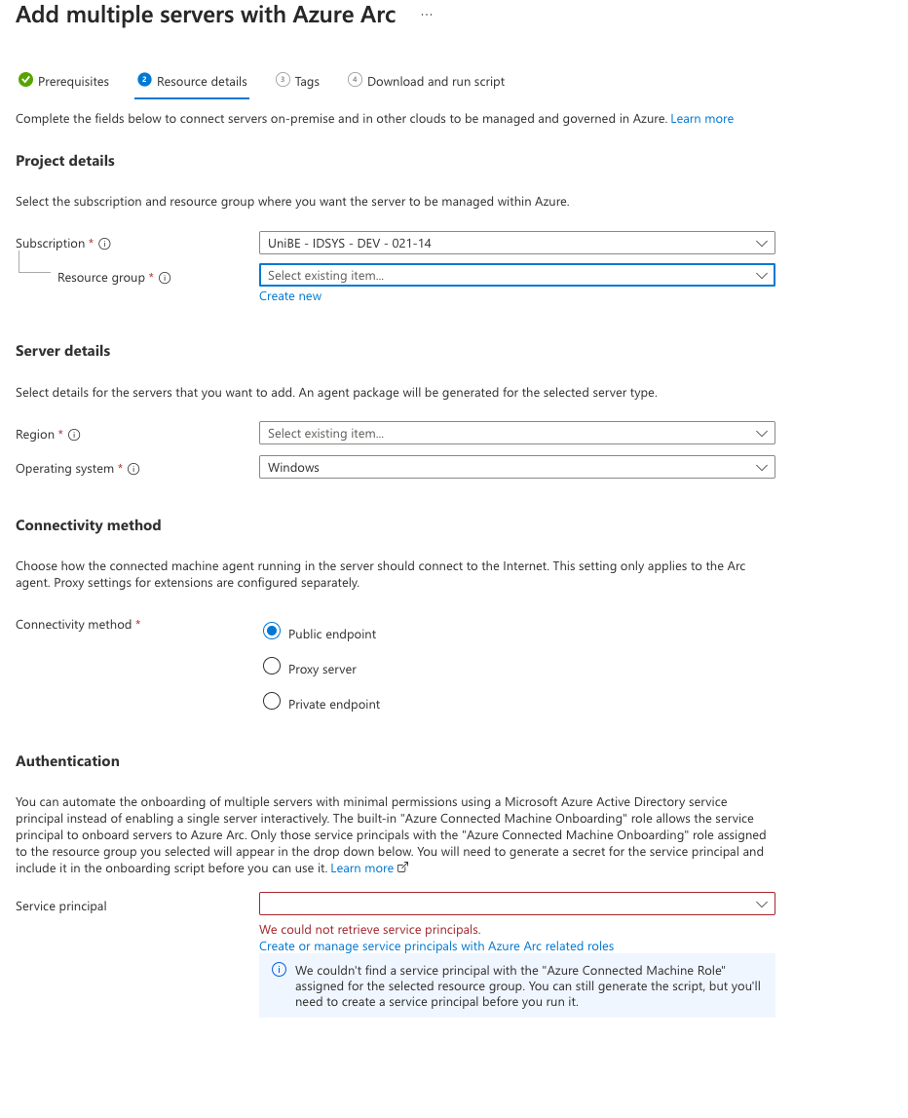 Add multiple servers with Azure Arc ...
Prerequisites
2 Resource details
3 Tags
4 Download and run script
Complete the fields below to connect servers on-premise and in other clouds to be managed and governed in Azure. Learn more
Project details
Select the subscription and resource group where you want the server to be managed within Azure.
Subscription *
UniBE - IDSYS - DEV - 021-14
Resource group *
Select existing item...
Create new
Server details
Select details for the servers that you want to add. An agent package will be generated for the selected server type.
Region *
Select existing item...
Operating system *
Windows
Connectivity method
Choose how the connected machine agent running in the server should connect to the Internet. This setting only applies to the Arc
agent. Proxy settings for extensions are configured separately.
Connectivity method *
Public endpoint
Proxy server
Private endpoint
Authentication
You can automate the onboarding of multiple servers with minimal permissions using a Microsoft Azure Active Directory service
principal instead of enabling a single server interactively. The built-in "Azure Connected Machine Onboarding" role allows the service
principal to onboard servers to Azure Arc. Only those service principals with the "Azure Connected Machine Onboarding" role assigned
to the resource group you selected will appear in the drop down below. You will need to generate a secret for the service principal and
include it in the onboarding script before you can use it. Learn more
Service principal
We could not retrieve service principals.
Create or manage service principals with Azure Arc related roles
We couldn't find a service principal with the "Azure Connected Machine Role"
assigned for the selected resource group. You can still generate the script, but you'll
need to create a service principal before you run it.